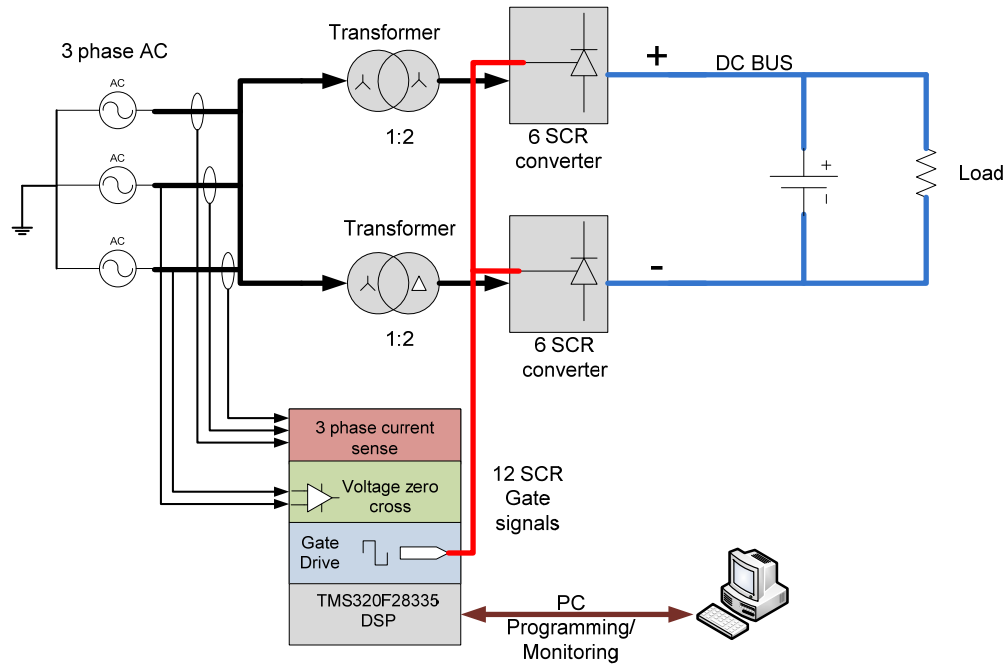 3 phase AC
AC
AC
AC
Transformer
1:2
6 SCR
converter
+
DC BUS
+
–
Load
Transformer
1:2
-
6 SCR
converter
3 phase current
sense
Voltage zero
cross
Gate
Drive
TMS320F28335
DSP
12 SCR
Gate
signals
PC
Programming/
Monitoring